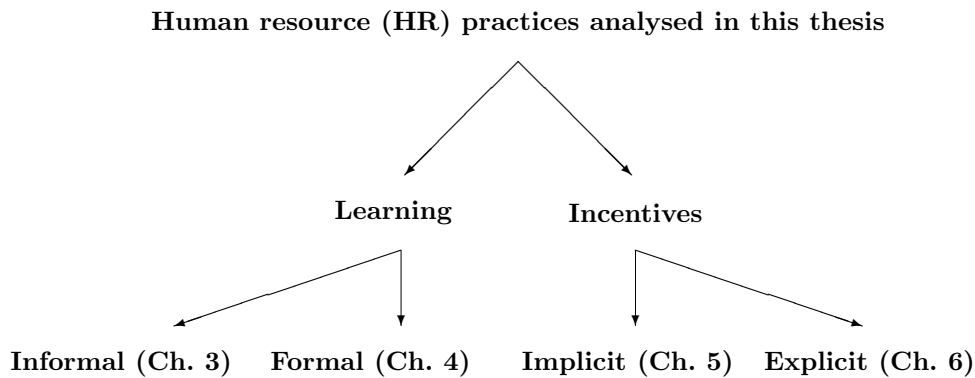 Human resource (HR) practices analysed in this thesis
Learning
Incentives
Informal (Ch. 3)
Formal (Ch. 4)
Implicit (Ch. 5)
Explicit (Ch. 6)